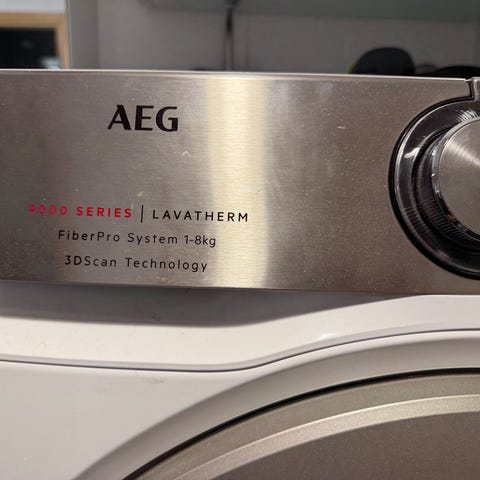 AEG
9000 SERIES | LAVATHERM
FiberPro System 1-8kg
3DScan Technology